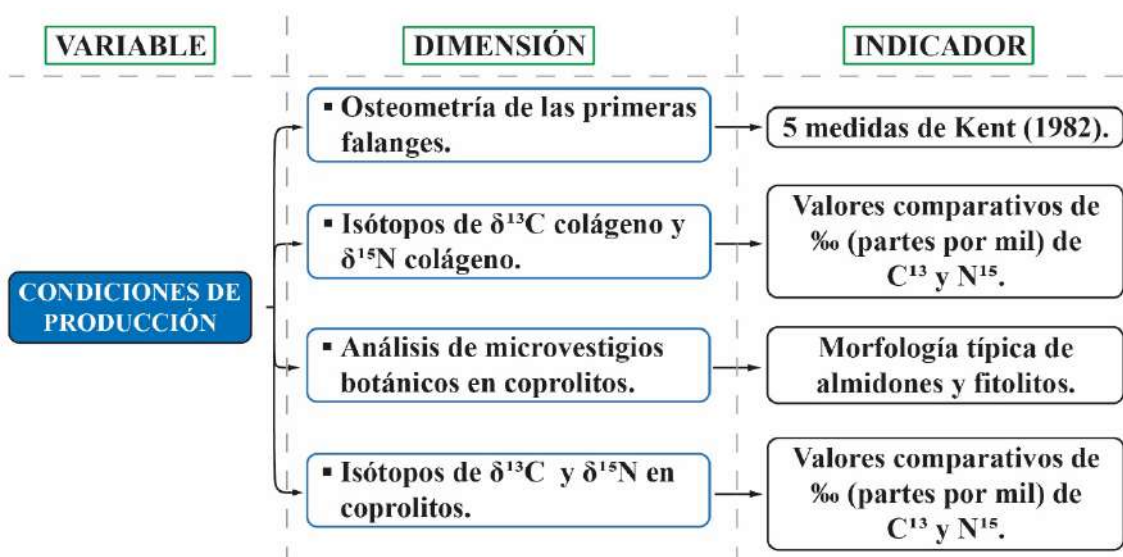 VARIABLE
DIMENSIÓN
INDICADOR
CONDICIONES DE
PRODUCCIÓN
▪ Osteometría de las primeras
falanges.
5 medidas de Kent (1982).
▪ Isótopos de δ¹³C colágeno y
δ¹⁵N colágeno.
Valores comparativos de
‰ (partes por mil) de
C¹³ y N¹⁵.
▪ Análisis de microvestigios
botánicos en coprolitos.
Morfología típica de
almidones y fitolitos.
▪ Isótopos de δ¹³C y δ¹⁵N en
coprolitos.
Valores comparativos de
‰ (partes por mil) de
C¹³ y N¹⁵.